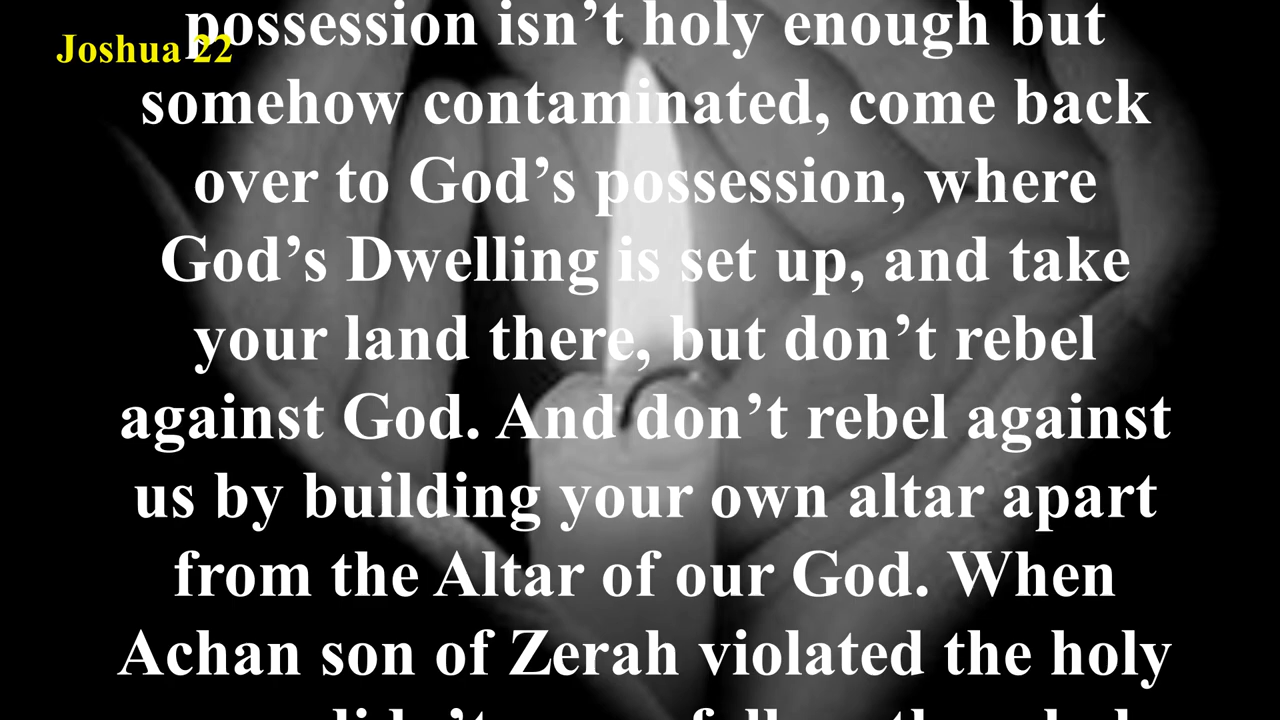 possession isn’t holy enough but
Joshua 22
somehow contaminated, come back
over to God’s possession, where
God’s Dwelling is set up, and take
your land there, but don’t rebel
against God. And don’t rebel against
us by building your own altar apart
from the Altar of our God. When
Achan son of Zerah violated the holy